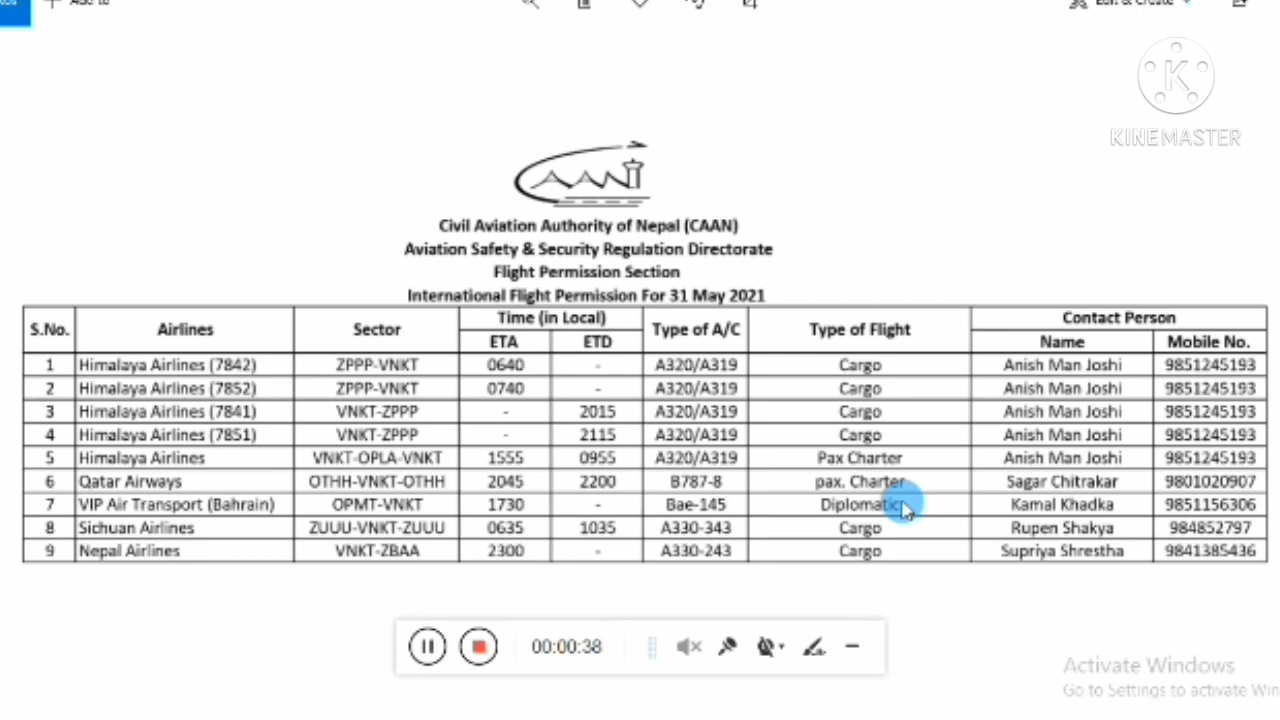 Add to
Edit & Create
K
KINEMASTER
CAAN
Civil Aviation Authority of Nepal (CAAN)
Aviation Safety & Security Regulation Directorate
Flight Permission Section
International Flight Permission For 31 May 2021
S.No. Airlines Sector Time (in Local) Type of A/C Type of Flight Contact Person
ETA ETD Name Mobile No.
1 Himalaya Airlines (7842) ZPPP-VNKT 0640 - A320/A319 Cargo Anish Man Joshi 9851245193
2 Himalaya Airlines (7852) ZPPP-VNKT 0740 - A320/A319 Cargo Anish Man Joshi 9851245193
3 Himalaya Airlines (7841) VNKT-ZPPP - 2015 A320/A319 Cargo Anish Man Joshi 9851245193
4 Himalaya Airlines (7851) VNKT-ZPPP - 2115 A320/A319 Cargo Anish Man Joshi 9851245193
5 Himalaya Airlines VNKT-OPLA-VNKT 1555 0955 A320/A319 Pax Charter Anish Man Joshi 9851245193
6 Qatar Airways OTHH-VNKT-OTHH 2045 2200 B787-8 pax. Charter Sagar Chitrakar 9801020907
7 VIP Air Transport (Bahrain) OPMT-VNKT 1730 - Bae-145 Diplomatic Kamal Khadka 9851156306
8 Sichuan Airlines ZUUU-VNKT-ZUUU 0635 1035 A330-343 Cargo Rupen Shakya 984852797
9 Nepal Airlines VNKT-ZBAA 2300 - A330-243 Cargo Supriya Shrestha 9841385436
00:00:38
Activate Windows
Go to Settings to activate Win